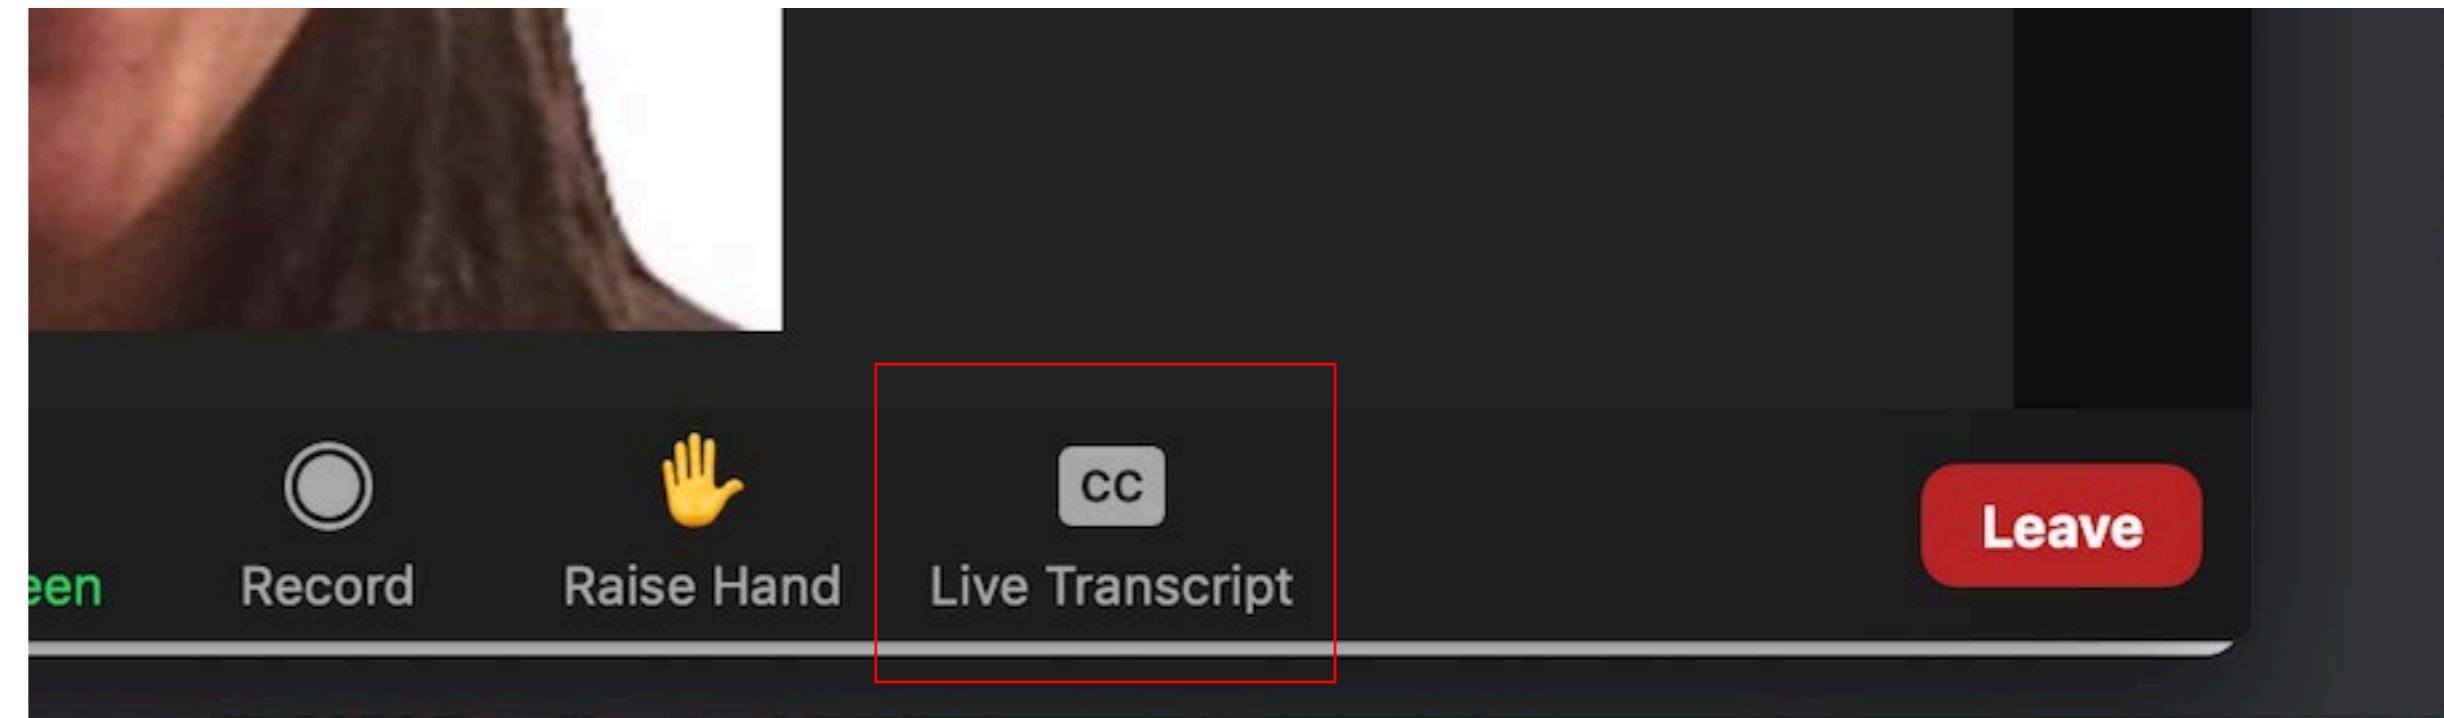 CC
een
Record
Raise Hand
Live Transcript
Leave